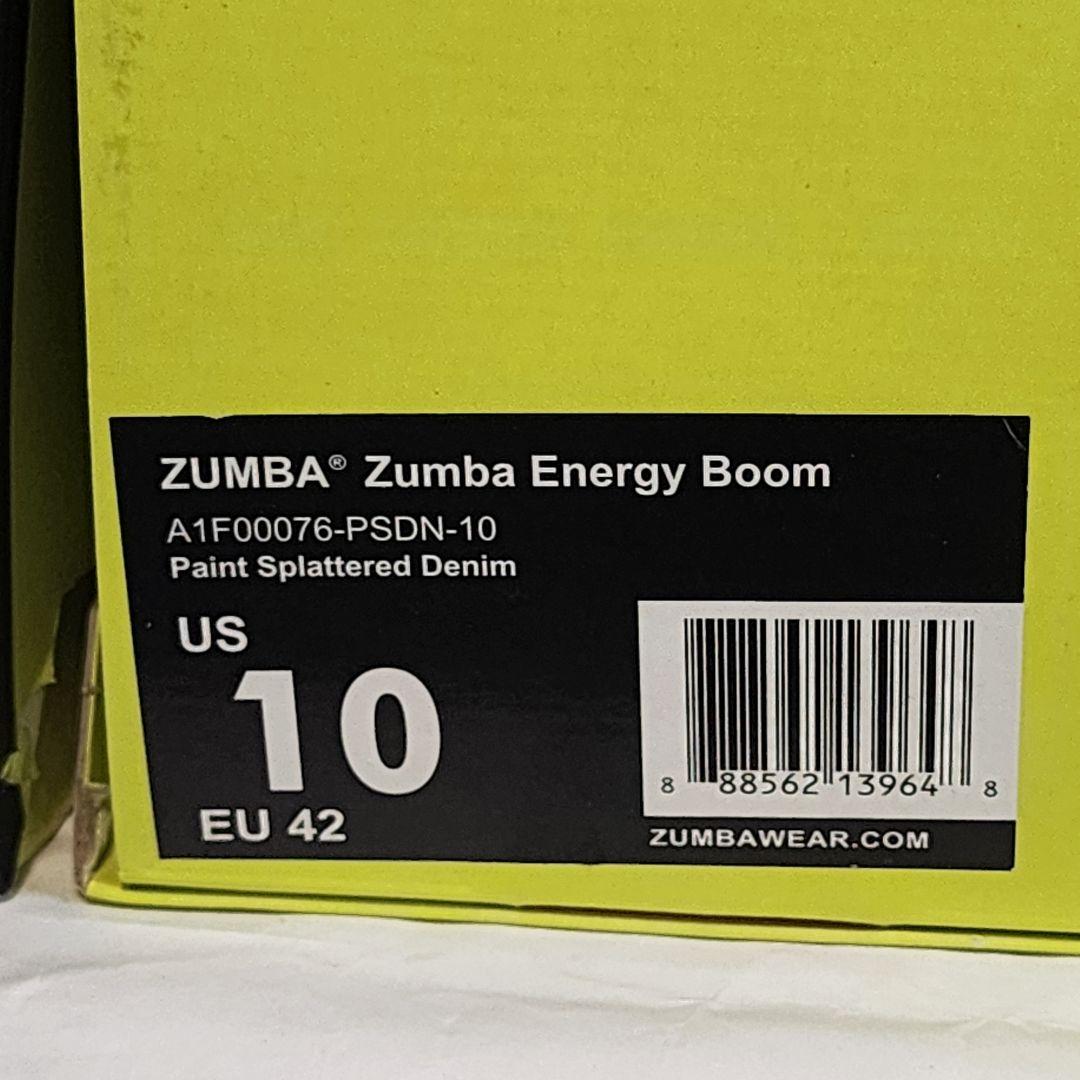 ZUMBA® Zumba Energy Boom
A1F00076-PSDN-10
Paint Splattered Denim
US
10
EU 42
8 88562 13964 8
ZUMBAWEAR.COM